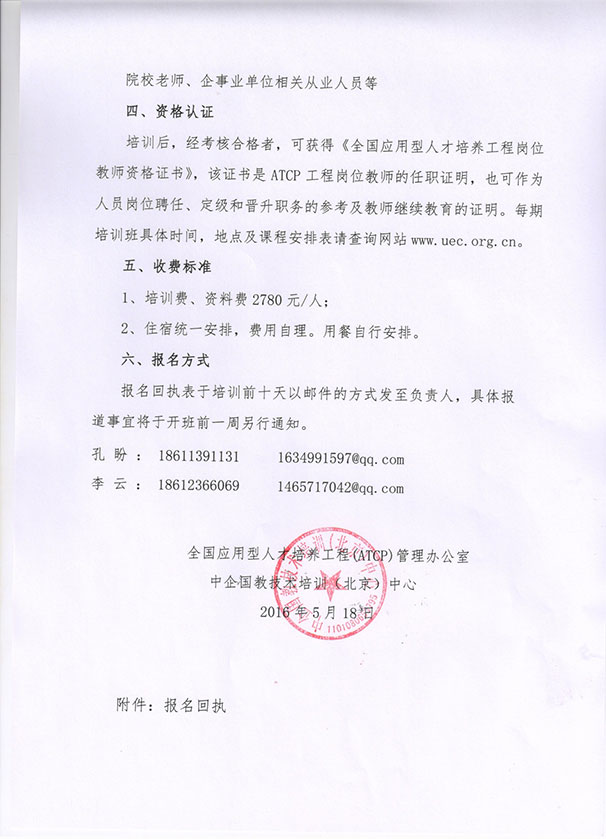 院校老师、企事业单位相关从业人员等
四、资格认证
培训后，经考核合格者，可获得《全国应用型人才培养工程岗位
教师资格证书》，该证书是 ATCP 工程岗位教师的任职证明，也可作为
人员岗位聘任、定级和晋升职务的参考及教师继续教育的证明。每期
培训班具体时间，地点及课程安排表请查询网站 www.uec.org.cn。
五、收费标准
1、培训费、资料费 2780 元/人；
2、住宿统一安排，费用自理。用餐自行安排。
六、报名方式
报名回执表于培训前十天以邮件的方式发至负责人，具体报
道事宜将于开班前一周另行通知。
孔 盼 ： 18611391131 1634991597@qq.com
李 云： 18612366069 1465717042@qq.com
全国应用型人才培养工程(ATCP)管理办公室
中企国教技术培训（北京）中心
2016 年 5 月 18 日
附件：报名回执